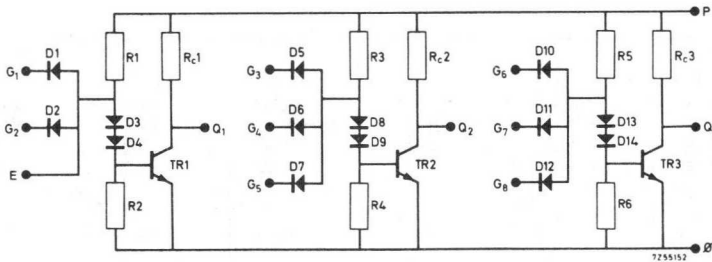 P
D1 R1 Rc1 D5 R3 Rc2 D10 R5 Rc3
G1 G3 G6
D2 D3 D6 D8 D11 D13
G2 D4 Q1 G4 D9 Q2 G7 D14 Q
E TR1 D7 TR2 D12 TR3
G5 G8
R2 R4 R6
Ø
7Z55152